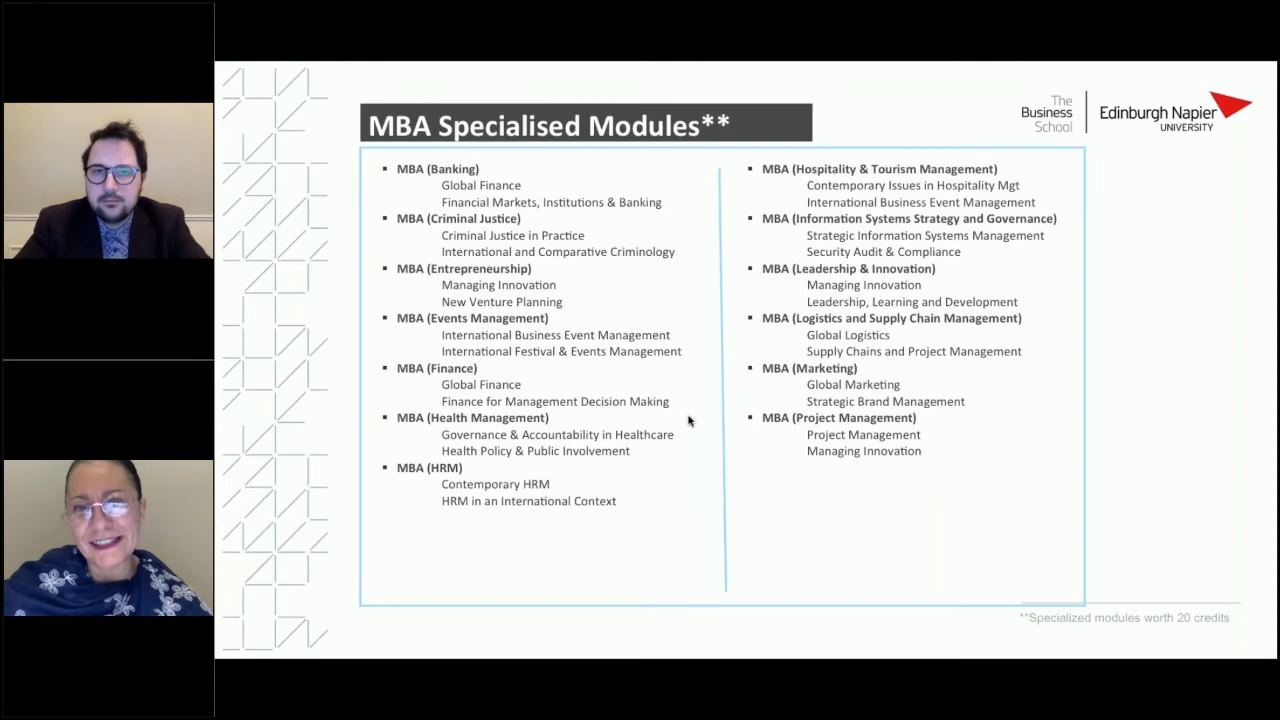 MBA Specialised Modules**
The
Business
School
Edinburgh Napier
UNIVERSITY
▪ MBA (Banking)
Global Finance
Financial Markets, Institutions & Banking
▪ MBA (Criminal Justice)
Criminal Justice in Practice
International and Comparative Criminology
▪ MBA (Entrepreneurship)
Managing Innovation
New Venture Planning
▪ MBA (Events Management)
International Business Event Management
International Festival & Events Management
▪ MBA (Finance)
Global Finance
Finance for Management Decision Making
▪ MBA (Health Management)
Governance & Accountability in Healthcare
Health Policy & Public Involvement
▪ MBA (HRM)
Contemporary HRM
HRM in an International Context
▪ MBA (Hospitality & Tourism Management)
Contemporary Issues in Hospitality Mgt
International Business Event Management
▪ MBA (Information Systems Strategy and Governance)
Strategic Information Systems Management
Security Audit & Compliance
▪ MBA (Leadership & Innovation)
Managing Innovation
Leadership, Learning and Development
▪ MBA (Logistics and Supply Chain Management)
Global Logistics
Supply Chains and Project Management
▪ MBA (Marketing)
Global Marketing
Strategic Brand Management
▪ MBA (Project Management)
Project Management
Managing Innovation
**Specialized modules worth 20 credits